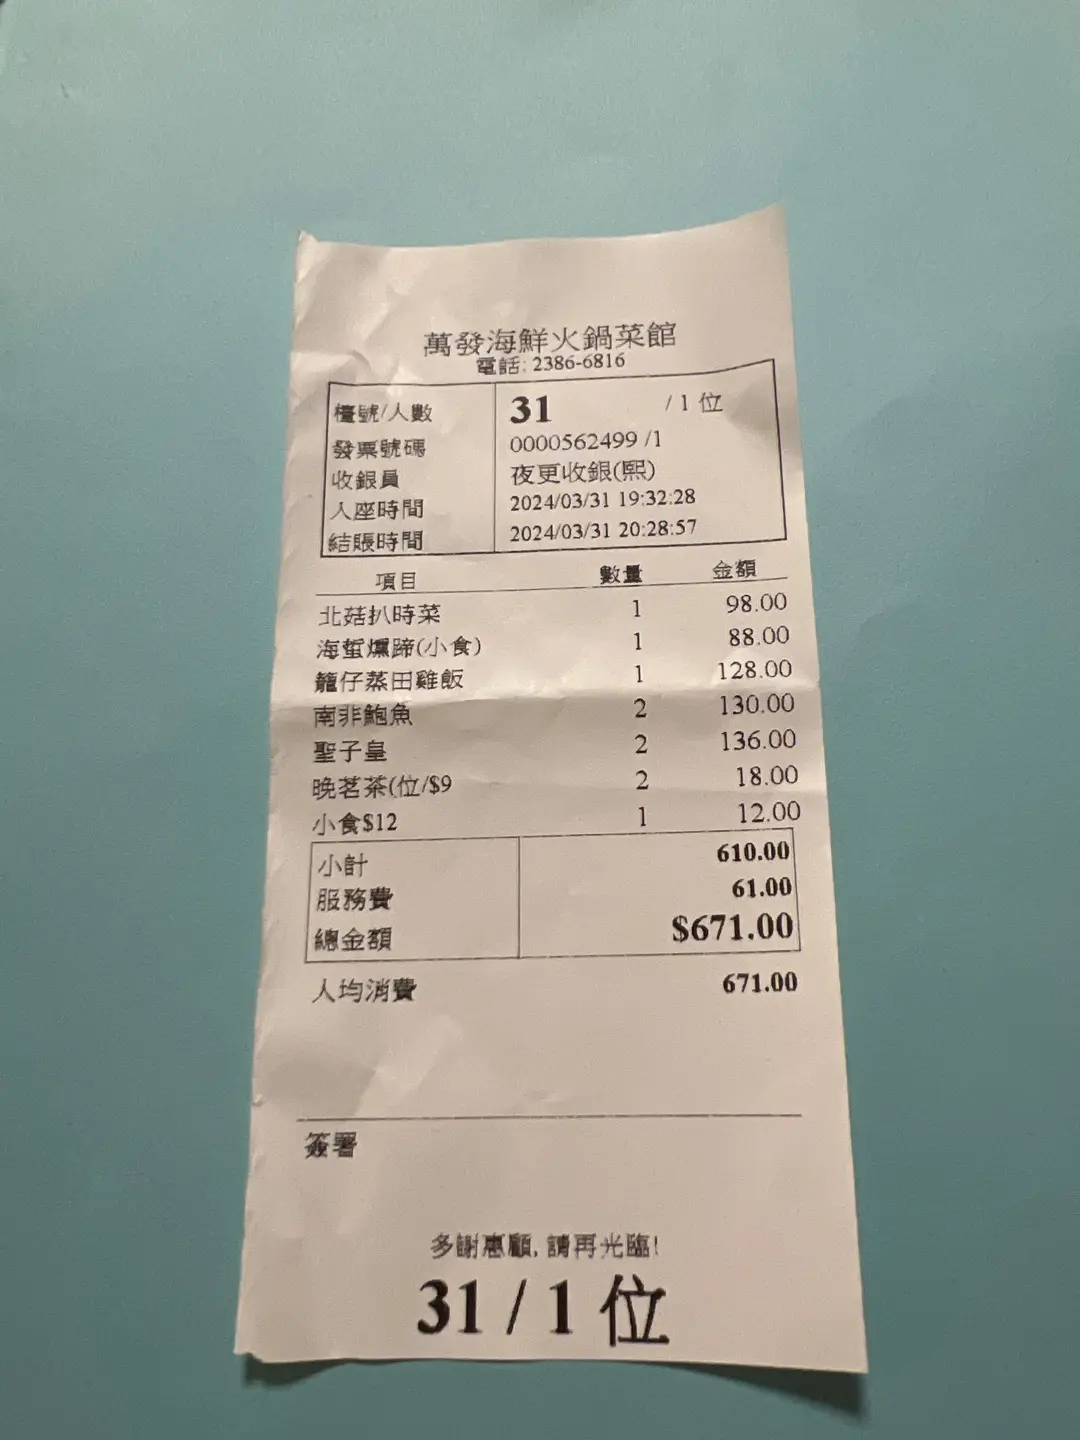 萬發海鮮火鍋菜館
電話: 2386-6816
檯號/人數 31 / 1 位
發票號碼 0000562499 /1
收銀員 夜更收銀(熙)
入座時間 2024/03/31 19:32:28
結賬時間 2024/03/31 20:28:57
項目 數量 金額
北菇扒時菜 1 98.00
海蜇燻蹄(小食) 1 88.00
籠仔蒸田雞飯 1 128.00
南非鮑魚 2 130.00
聖子皇 2 136.00
晚茗茶(位/$9 2 18.00
小食$12 1 12.00
小計 610.00
服務費 61.00
總金額 $671.00
人均消費 671.00
簽署
多謝惠顧, 請再光臨!
31 / 1 位